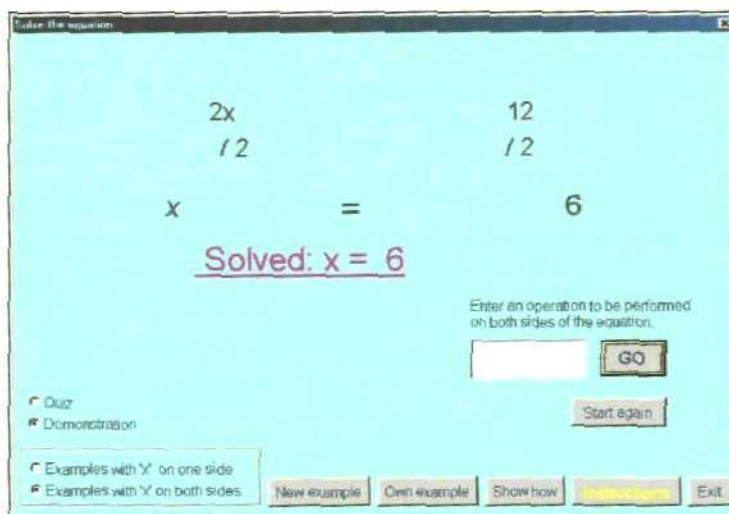 Solve the equation
2x 12
/ 2 / 2
x = 6
Solved: x = 6
Enter an operation to be performed
on both sides of the equation.
GO
Quiz
Demonstration
Start again
Examples with 'x' on one side
Examples with 'x' on both sides
New example Own example Show how Instructions Exit